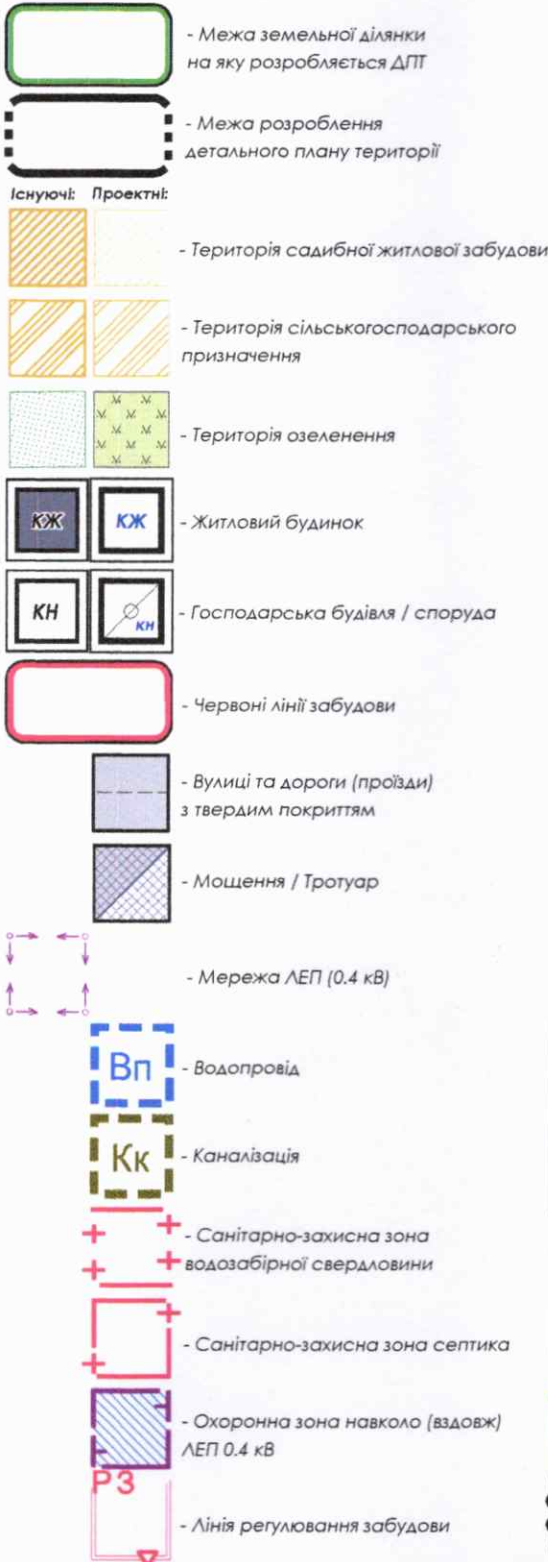 - Межа земельної ділянки
на яку розробляється ДПТ
- Межа розроблення
детального плану території
Існуючі: Проектні:
- Територія садибної житлової забудови
- Територія сільськогосподарського
призначення
- Територія озеленення
КЖ КЖ - Житловий будинок
КН КН - Господарська будівля / споруда
- Червоні лінії забудови
- Вулиці та дороги (проїзди)
з твердим покриттям
- Мощення / Тротуар
- Мережа ЛЕП (0.4 кВ)
Вп - Водопровід
Кк - Каналізація
- Санітарно-захисна зона
водозабірної свердловини
- Санітарно-захисна зона септика
- Охоронна зона навколо (вздовж)
ЛЕП 0.4 кВ
РЗ
- Лінія регулювання забудови